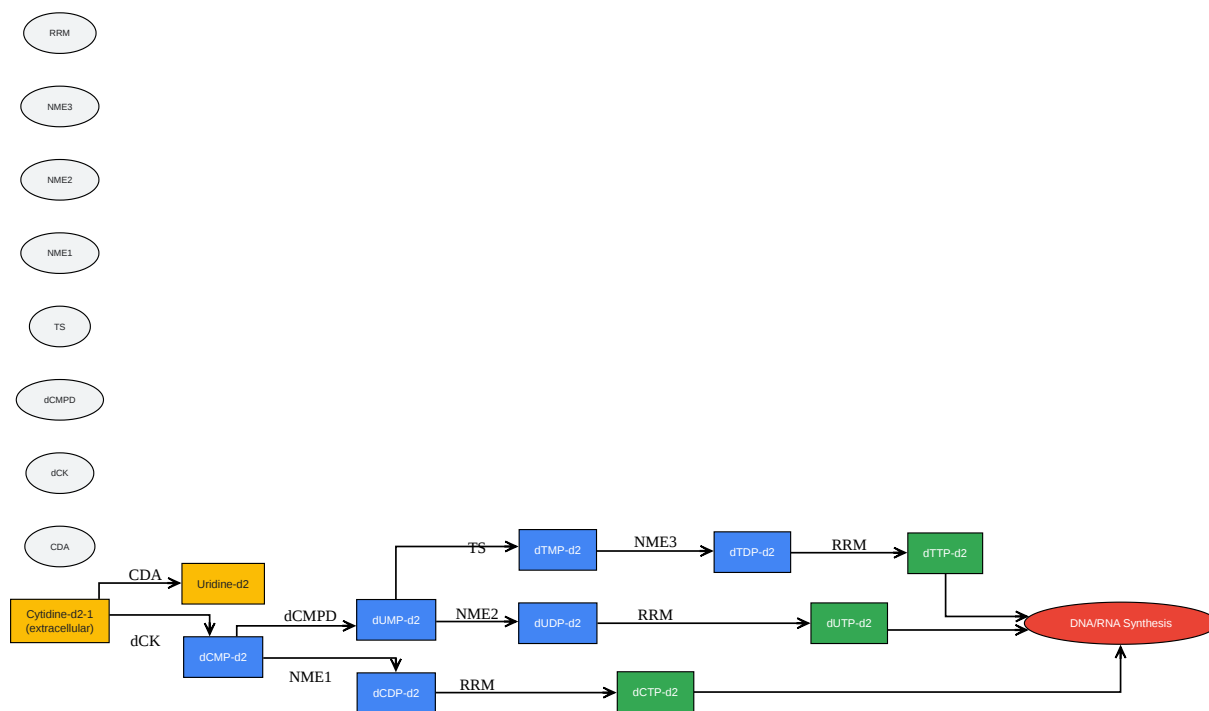 RRM
NME3
NME2
NME1
TS
dCMPD
dCK
CDA
TS
dTMP-d2
NME3
dTDP-d2
RRM
dTTP-d2
CDA
Uridine-d2
Cytidine-d2-1
(extracellular)
dCK
dCMPD
dUMP-d2
NME2
dUDP-d2
RRM
dUTP-d2
DNA/RNA Synthesis
dCMP-d2
NME1
dCDP-d2
RRM
dCTP-d2